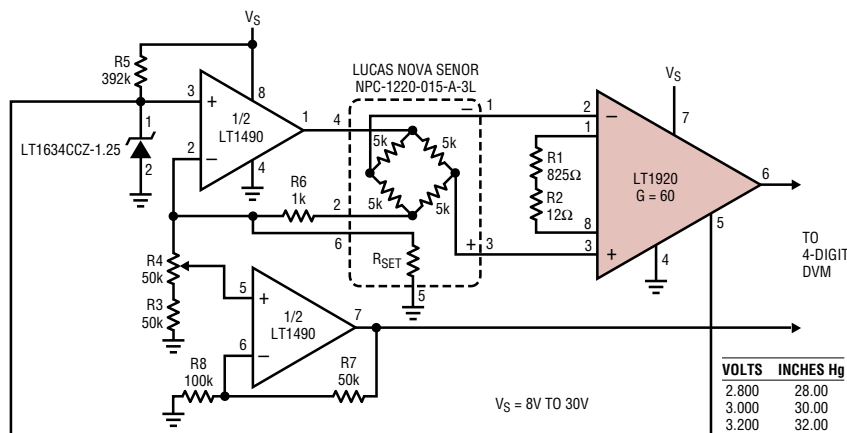 VS
R5
392k
LUCAS NOVA SENOR
NPC-1220-015-A-3L
VS
3
+
8
1/2
LT1490
1
4
−
1
2
−
7
1
LT1634CCZ-1.25
1
2
2
−
4
5k
5k
5k
5k
R1
825Ω
R2
12Ω
LT1920
G = 60
6
R6
1k
2
6
+
3
8
3
+
5
4
RSET
5
TO
4-DIGIT
DVM
R4
50k
R3
50k
5
+
1/2
LT1490
7
6
−
R8
100k
R7
50k
VS = 8V TO 30V
VOLTS INCHES Hg
2.800 28.00
3.000 30.00
3.200 32.00